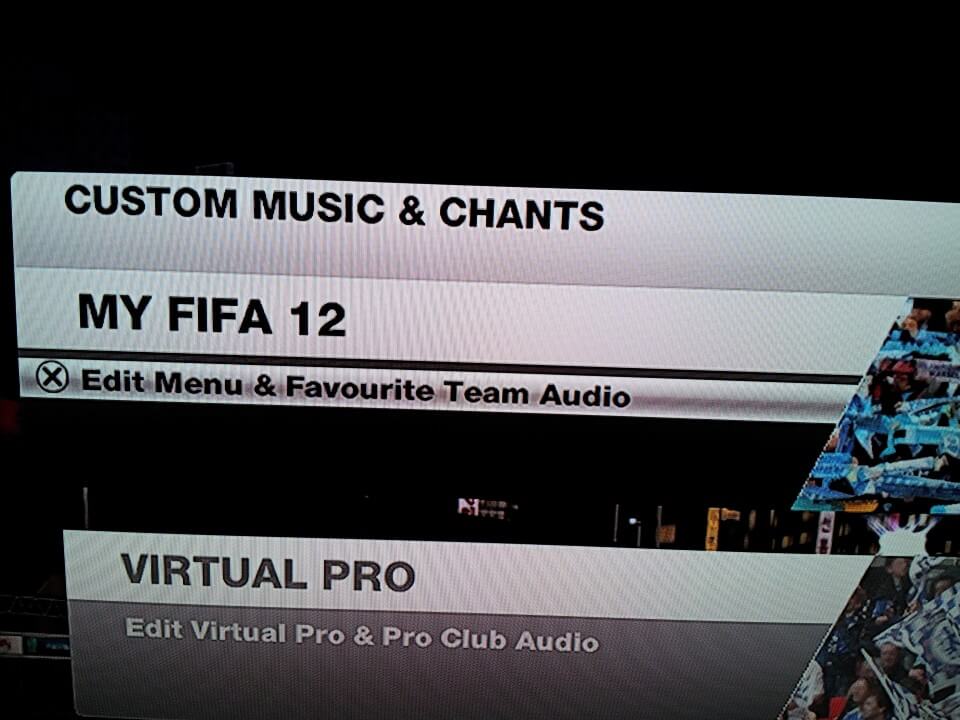 CUSTOM MUSIC & CHANTS
MY FIFA 12
Edit Menu & Favourite Team Audio
VIRTUAL PRO
Edit Virtual Pro & Pro Club Audio